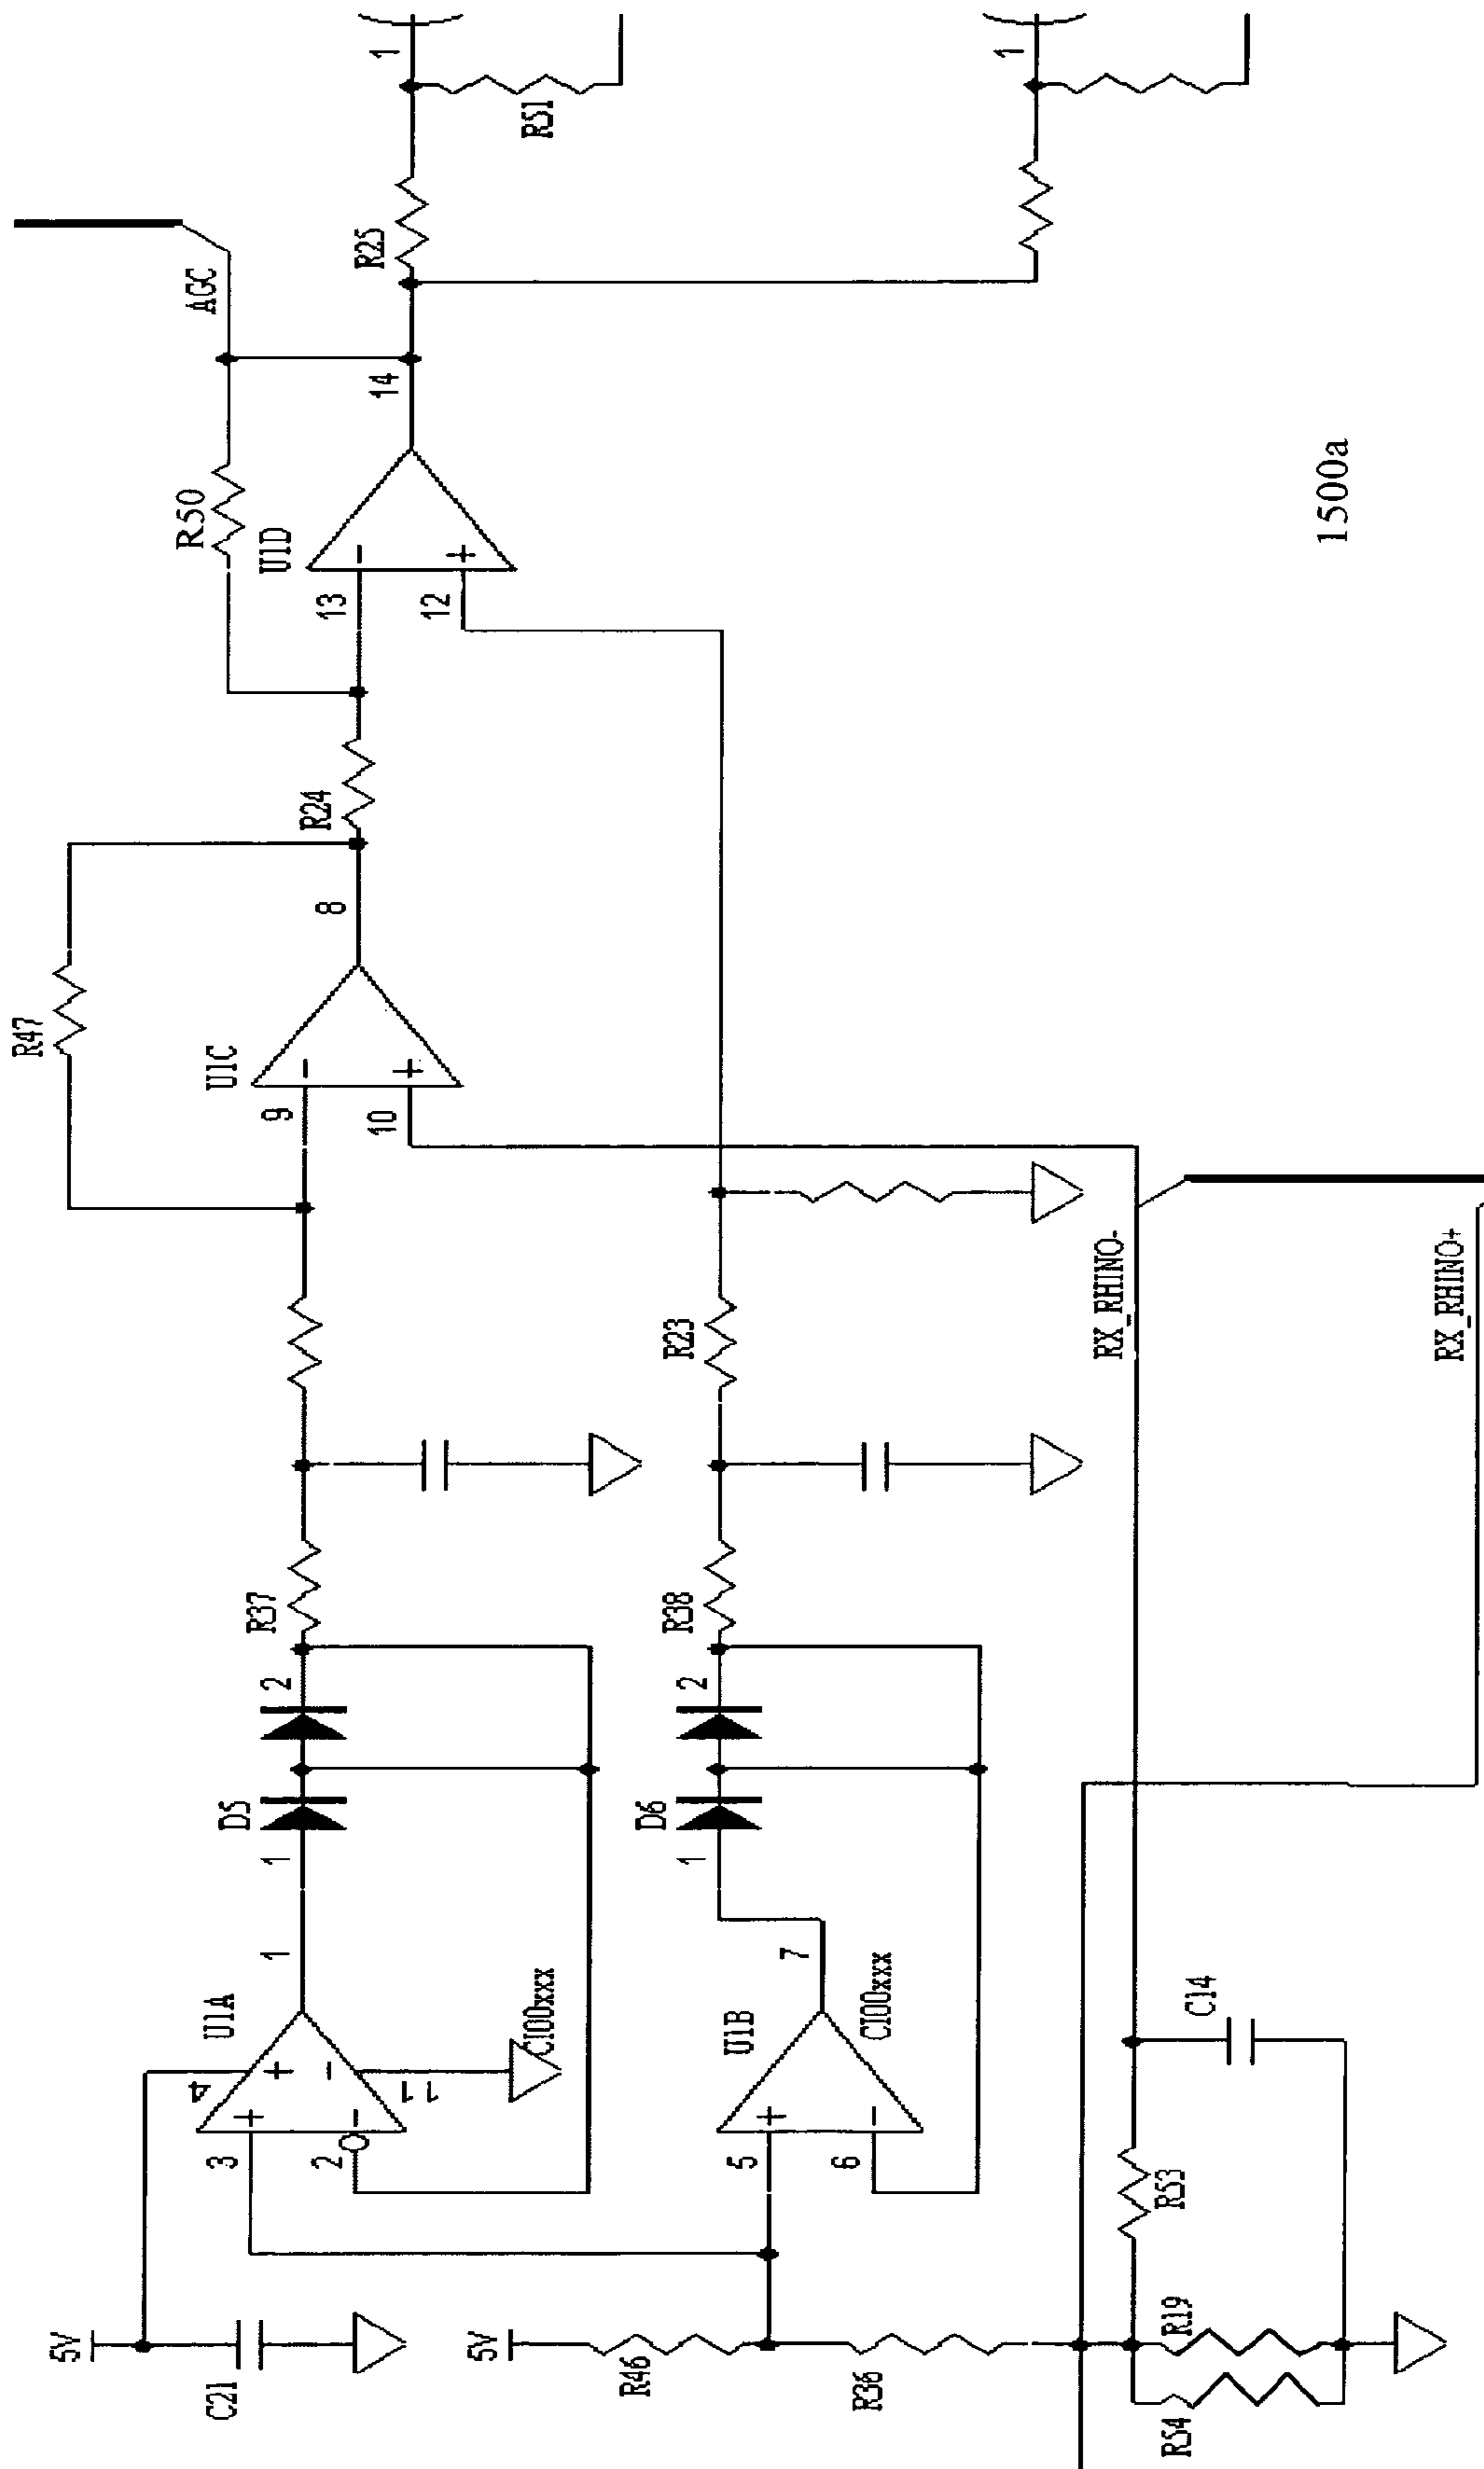 5V
C21
4
U1A
3
2
11
1
CI00xxx
1
D5
2
R37
R47
9
10
U1C
8
R24
R50
AGC
13
12
U1D
14
R25
1
R51
1
5V
R46
R36
5
6
U1B
7
CI00xxx
1
D6
2
R38
R23
RX_RHINO-
RX_RHINO+
R54
R19
R53
C14
1500a